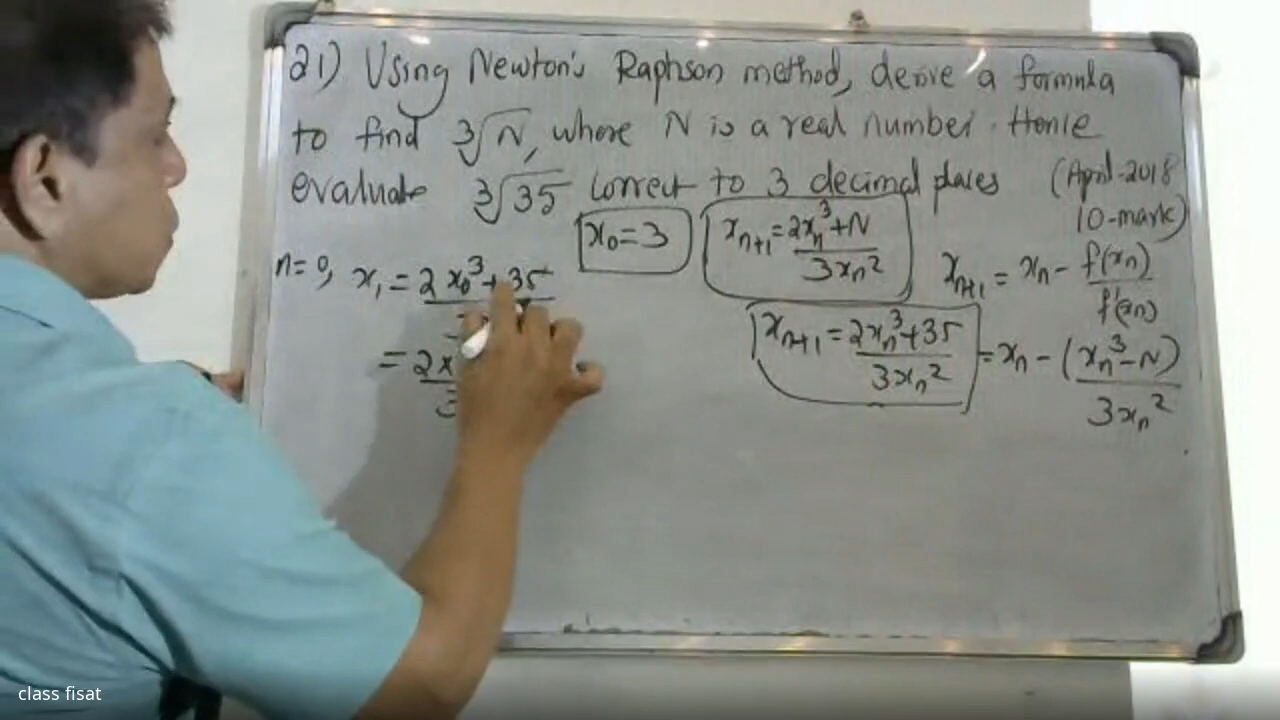 21) Using Newton's Raphson method, derive a formula
to find ∛N, where N is a real number. Hence
evaluate ∛35 correct to 3 decimal places (April-2018
10-mark)
x₀=3
xₙ₊₁ = (2xₙ³+N)/(3xₙ²)
xₙ₊₁ = xₙ - f(xₙ)/f'(xₙ)
n=0, x₁ = 2x₀³+35
xₙ₊₁ = (2xₙ³+35)/(3xₙ²)
= xₙ - (xₙ³-N)/(3xₙ²)
= 2x
3
class fisat